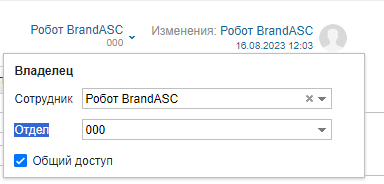 Робот BrandASC
000
Изменения: Робот BrandASC
16.08.2023 12:03
Владелец
Сотрудник Робот BrandASC
Отдел 000
Общий доступ